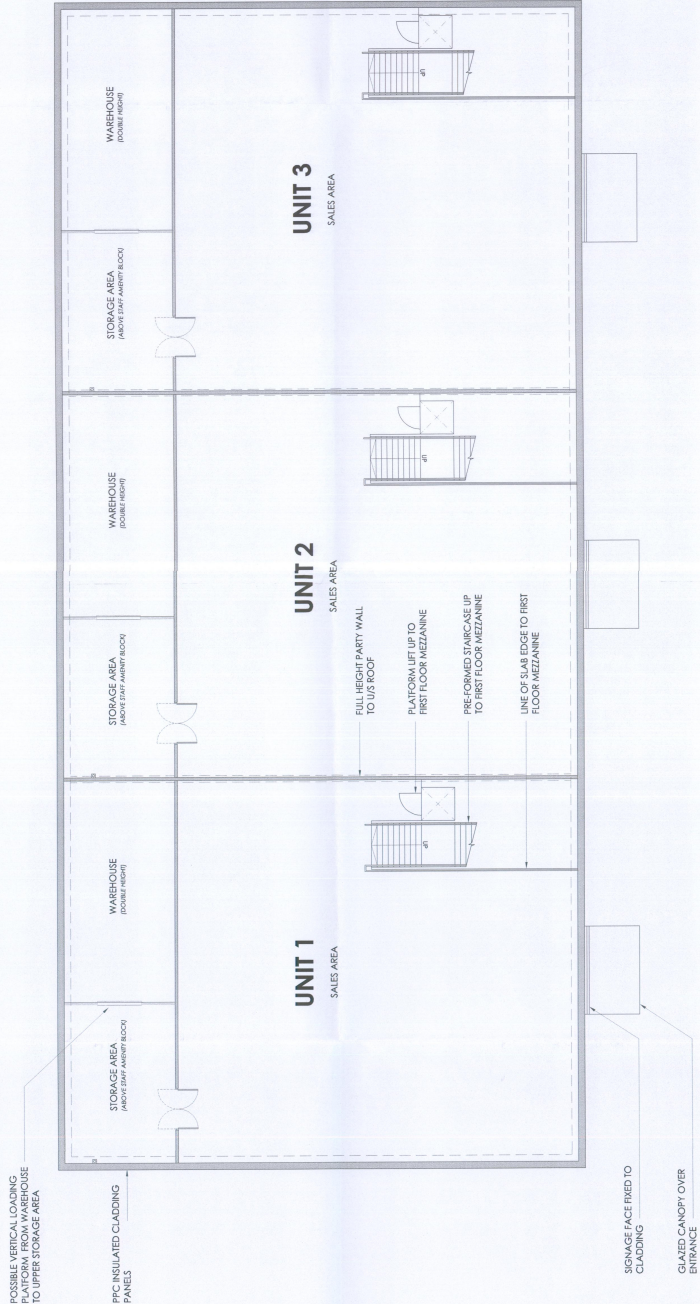 POSSIBLE VERTICAL LOADING
PLATFORM FROM WAREHOUSE
TO UPPER STORAGE AREA
PPC INSULATED CLADDING
PANELS
STORAGE AREA
(ABOVE STAFF AMENITY BLOCK)
WAREHOUSE
(DOUBLE HEIGHT)
STORAGE AREA
(ABOVE STAFF AMENITY BLOCK)
WAREHOUSE
(DOUBLE HEIGHT)
STORAGE AREA
(ABOVE STAFF AMENITY BLOCK)
WAREHOUSE
(DOUBLE HEIGHT)
UNIT 1
SALES AREA
UNIT 2
SALES AREA
UNIT 3
SALES AREA
UP
UP
UP
FULL HEIGHT PARTY WALL
TO U/S ROOF
PLATFORM LIFT UP TO
FIRST FLOOR MEZZANINE
PRE-FORMED STAIRCASE UP
TO FIRST FLOOR MEZZANINE
LINE OF SLAB EDGE TO FIRST
FLOOR MEZZANINE
SIGNAGE FACE FIXED TO
CLADDING
GLAZED CANOPY OVER
ENTRANCE